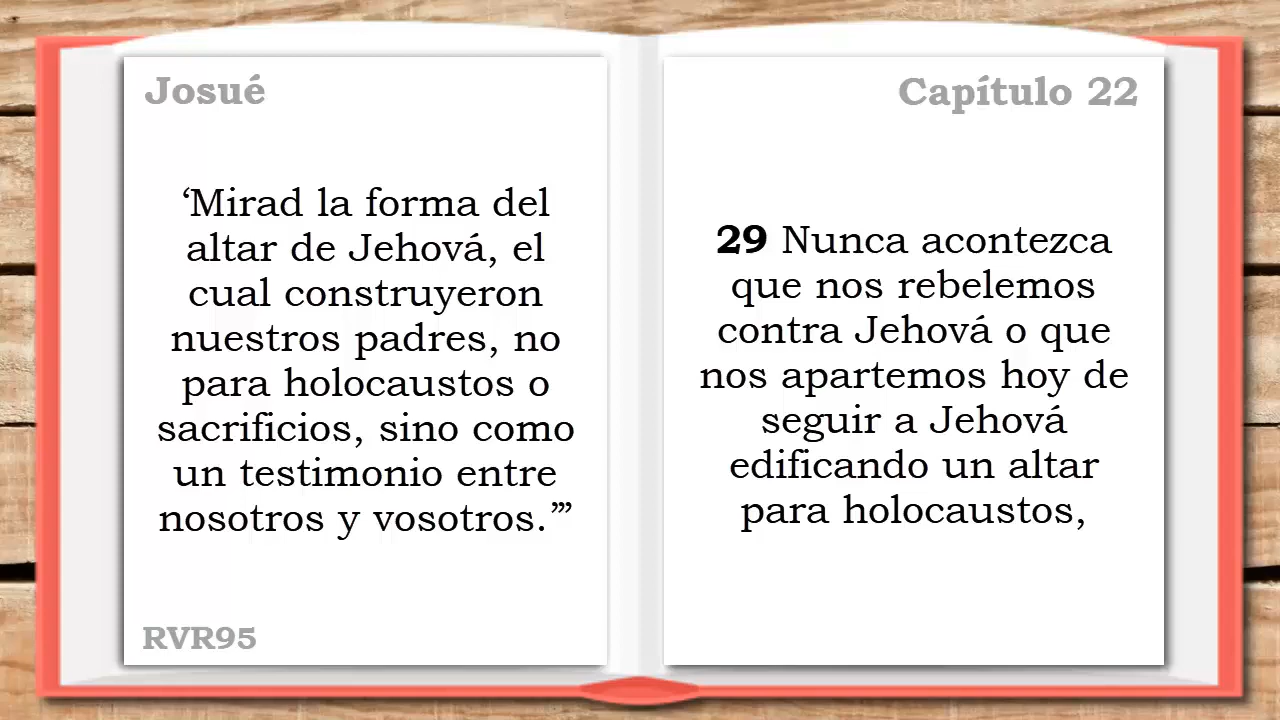 Josué
‘Mirad la forma del
altar de Jehová, el
cual construyeron
nuestros padres, no
para holocaustos o
sacrificios, sino como
un testimonio entre
nosotros y vosotros.”’
RVR95
Capítulo 22
29 Nunca acontezca
que nos rebelemos
contra Jehová o que
nos apartemos hoy de
seguir a Jehová
edificando un altar
para holocaustos,